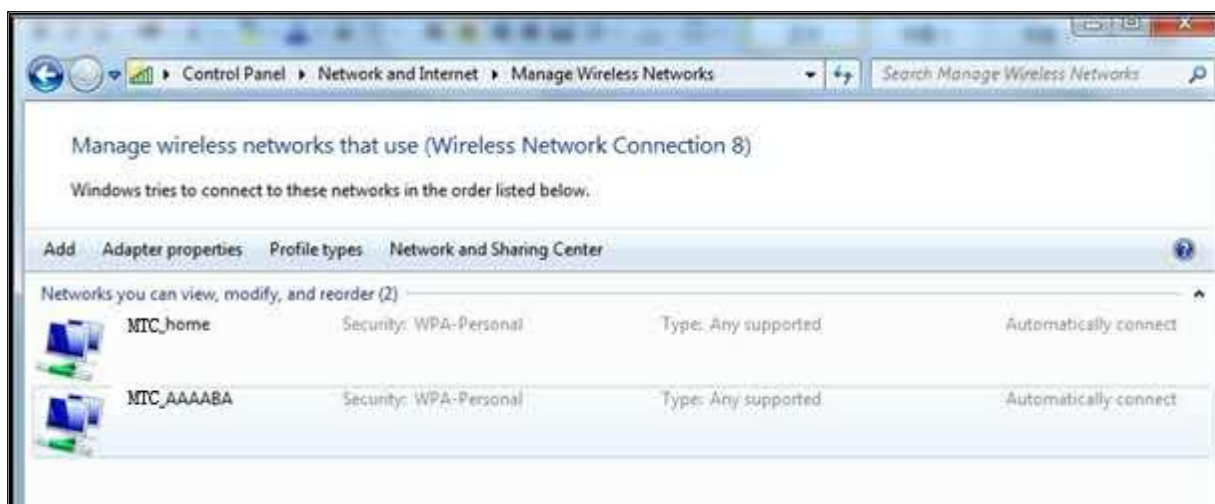 Control Panel ▸ Network and Internet ▸ Manage Wireless Networks Search Manage Wireless Networks
Manage wireless networks that use (Wireless Network Connection 8)
Windows tries to connect to these networks in the order listed below.
Add Adapter properties Profile types Network and Sharing Center
Networks you can view, modify, and reorder (2)
MTC_home Security: WPA-Personal Type: Any supported Automatically connect
MTC_AAAABA Security: WPA-Personal Type: Any supported Automatically connect